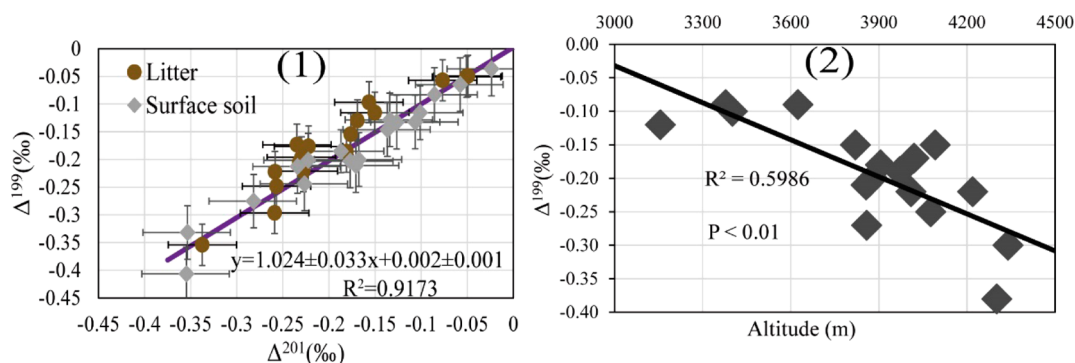 (1)
Litter
Surface soil
0
-0.05
-0.1
-0.15
-0.2
-0.25
-0.3
-0.35
-0.4
-0.45
Δ¹⁹⁹(‰)
y=1.024±0.033x+0.002±0.001
R²=0.9173
-0.45 -0.4 -0.35 -0.3 -0.25 -0.2 -0.15 -0.1 -0.05 0
Δ²⁰¹(‰)
3000 3300 3600 3900 4200 4500
(2)
0.00
-0.05
-0.10
-0.15
-0.20
-0.25
-0.30
-0.35
-0.40
Δ¹⁹⁹(‰)
R² = 0.5986
P < 0.01
Altitude (m)